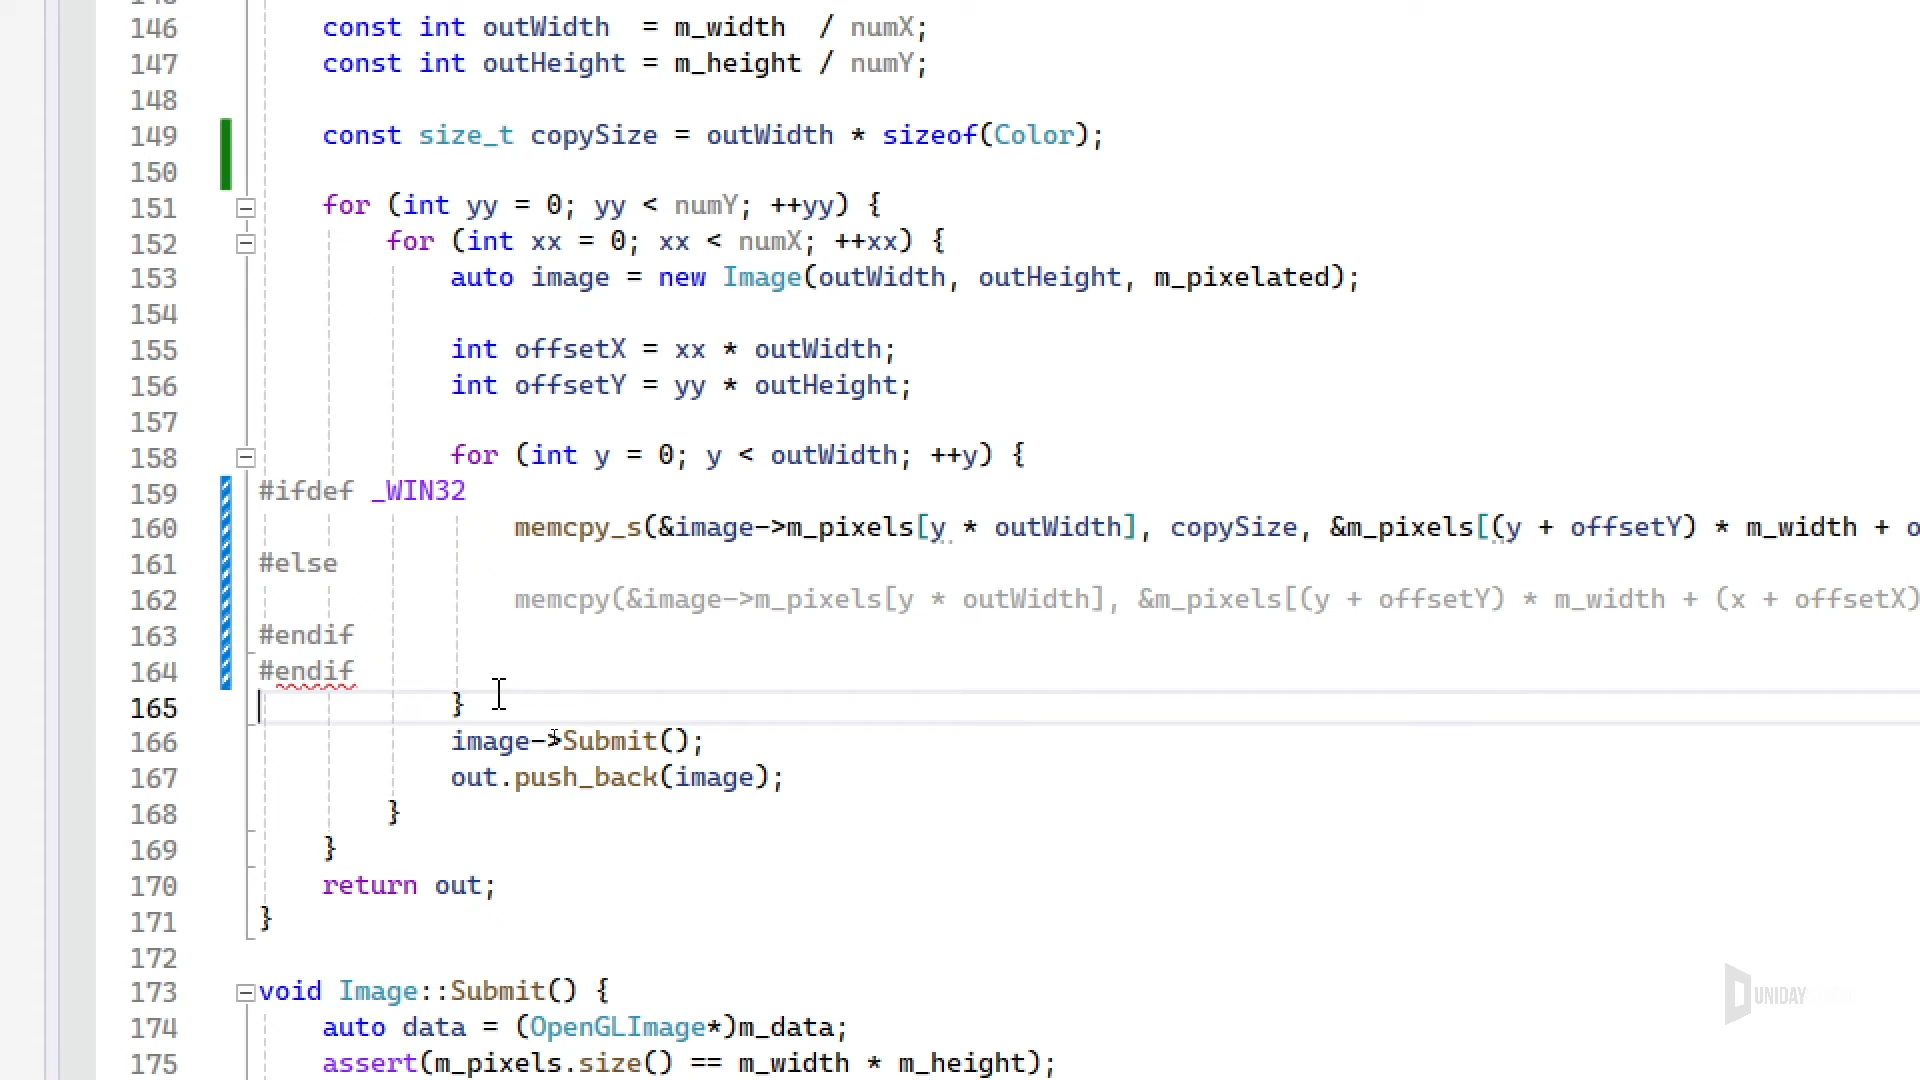 146 const int outWidth  = m_width  / numX;
147 const int outHeight = m_height / numY;
148
149 const size_t copySize = outWidth * sizeof(Color);
150
151 for (int yy = 0; yy < numY; ++yy) {
152 for (int xx = 0; xx < numX; ++xx) {
153 auto image = new Image(outWidth, outHeight, m_pixelated);
154
155 int offsetX = xx * outWidth;
156 int offsetY = yy * outHeight;
157
158 for (int y = 0; y < outWidth; ++y) {
159 #ifdef _WIN32
160 memcpy_s(&image->m_pixels[y * outWidth], copySize, &m_pixels[(y + offsetY) * m_width + o
161 #else
162 memcpy(&image->m_pixels[y * outWidth], &m_pixels[(y + offsetY) * m_width + (x + offsetX)
163 #endif
164 #endif
165 }
166 image->Submit();
167 out.push_back(image);
168 }
169 }
170 return out;
171 }
172
173 void Image::Submit() {
174 auto data = (OpenGLImage*)m_data;
175 assert(m_pixels.size() == m_width * m_height);
UNIDAY